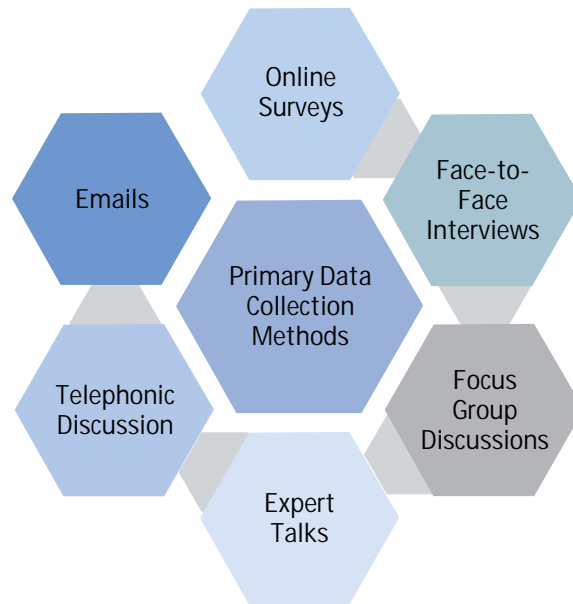 Online
Surveys
Face-to-
Face
Interviews
Focus
Group
Discussions
Expert
Talks
Telephonic
Discussion
Emails
Primary Data
Collection
Methods